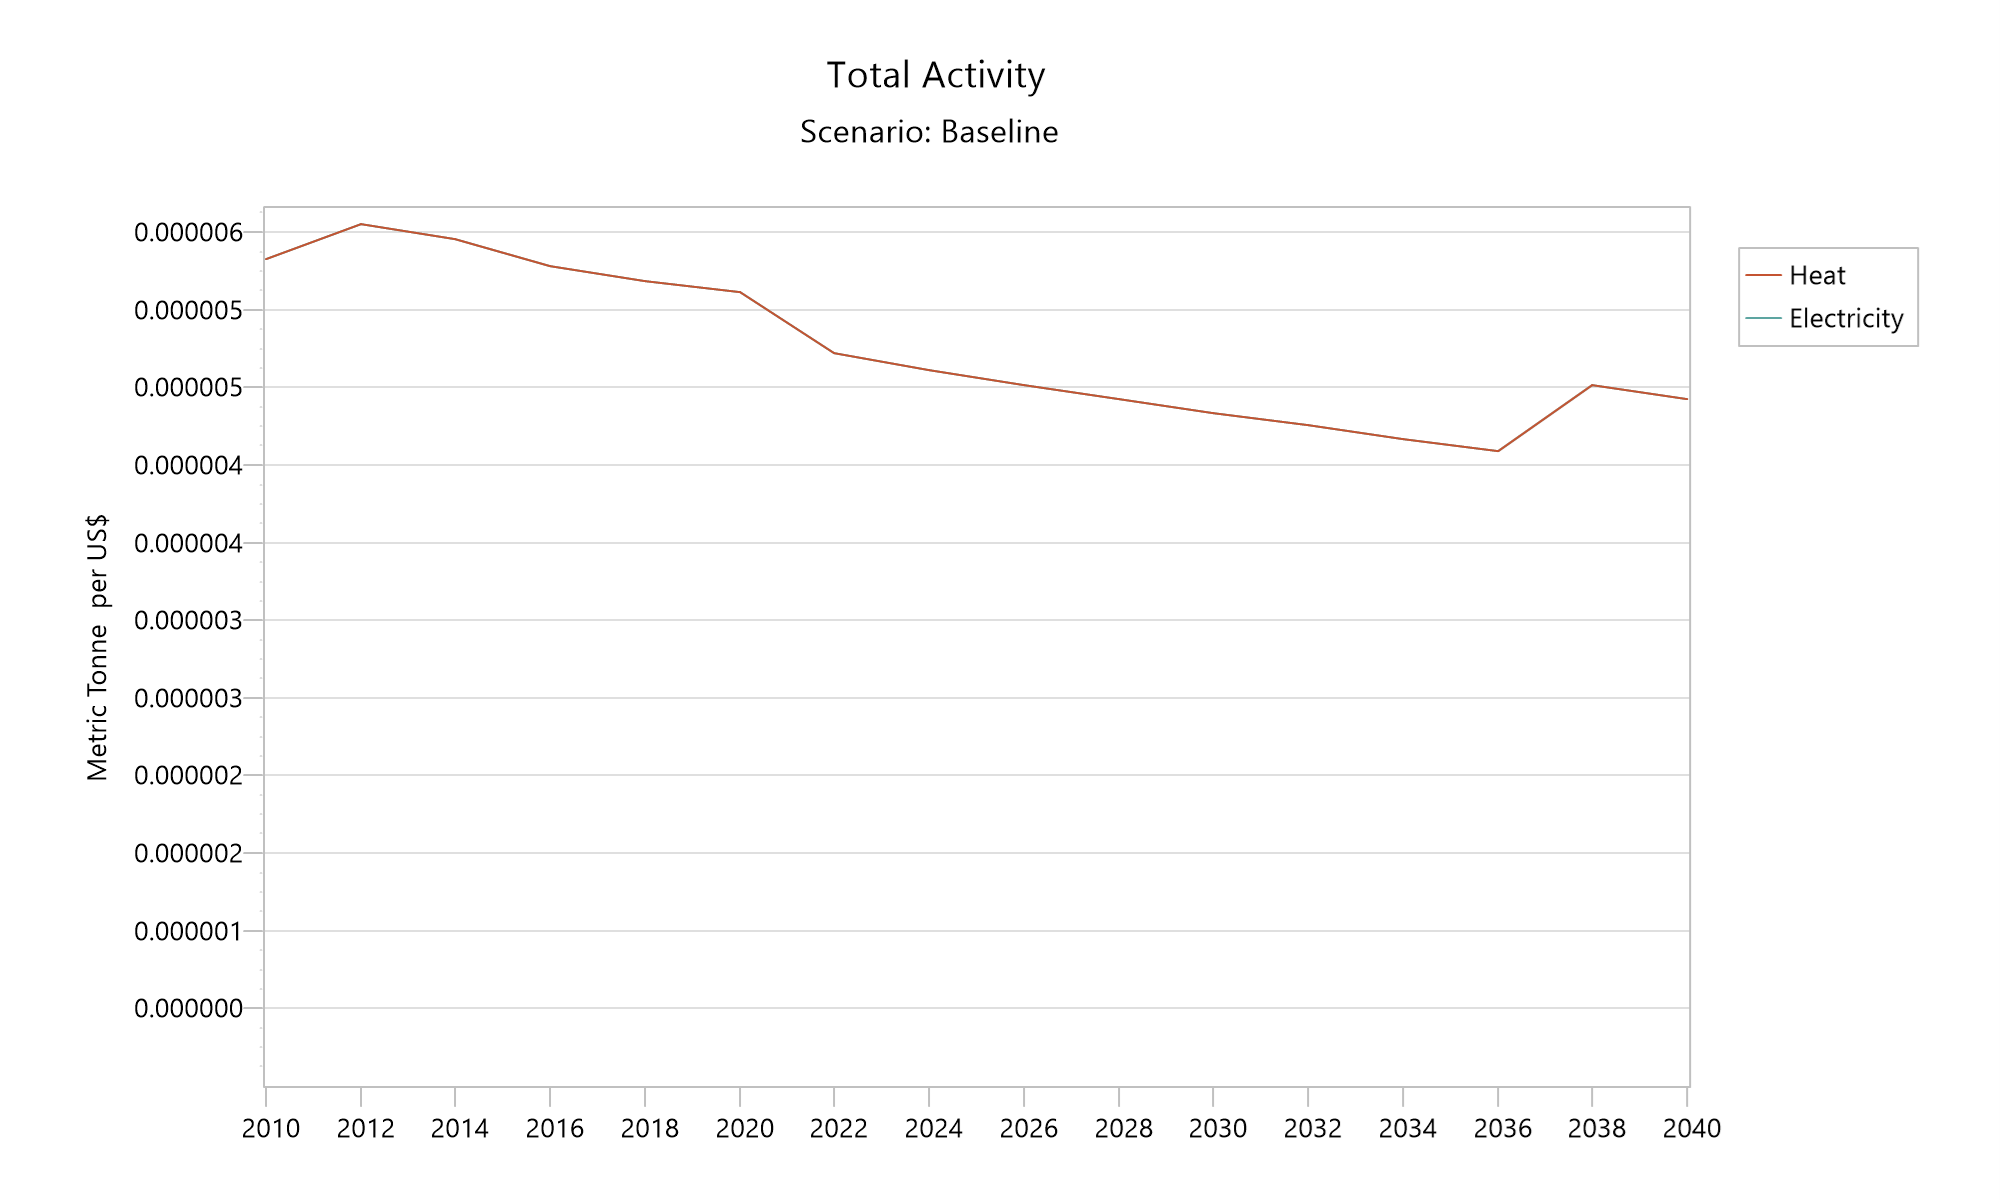 Total Activity
Scenario: Baseline
Metric Tonne  per US$
0.000006
0.000005
0.000005
0.000004
0.000004
0.000003
0.000003
0.000002
0.000002
0.000001
0.000000
2010 2012 2014 2016 2018 2020 2022 2024 2026 2028 2030 2032 2034 2036 2038 2040
Heat
Electricity